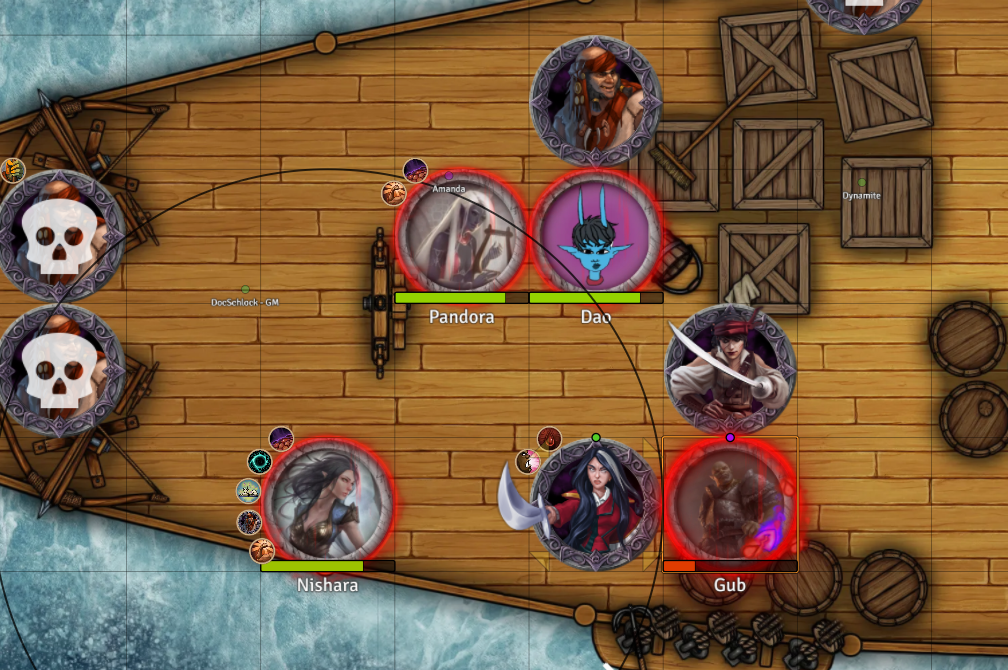 Amanda
Dynamite
DocSchlock - GM
Pandora
Dao
Nishara
Gub